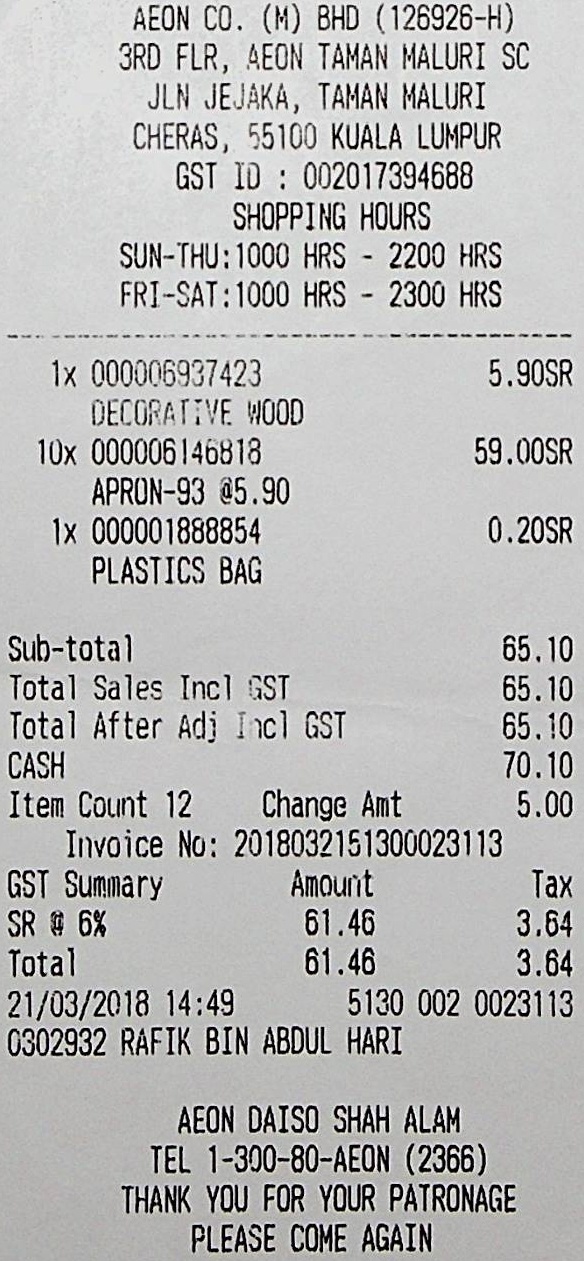 AEON CO. (M) BHD (126926-H)
3RD FLR, AEON TAMAN MALURI SC
JLN JEJAKA, TAMAN MALURI
CHERAS, 55100 KUALA LUMPUR
GST ID : 002017394688
SHOPPING HOURS
SUN-THU:1000 HRS - 2200 HRS
FRI-SAT:1000 HRS - 2300 HRS
1x 000006937423 5.90SR
DECORATIVE WOOD
10x 000006146818 59.00SR
APRON-93 @5.90
1x 000001888854 0.20SR
PLASTICS BAG
Sub-total 65.10
Total Sales Incl GST 65.10
Total After Adj Incl GST 65.10
CASH 70.10
Item Count 12 Change Amt 5.00
Invoice No: 2018032151300023113
GST Summary Amount Tax
SR @ 6% 61.46 3.64
Total 61.46 3.64
21/03/2018 14:49 5130 002 0023113
0302932 RAFIK BIN ABDUL HARI
AEON DAISO SHAH ALAM
TEL 1-300-80-AEON (2366)
THANK YOU FOR YOUR PATRONAGE
PLEASE COME AGAIN